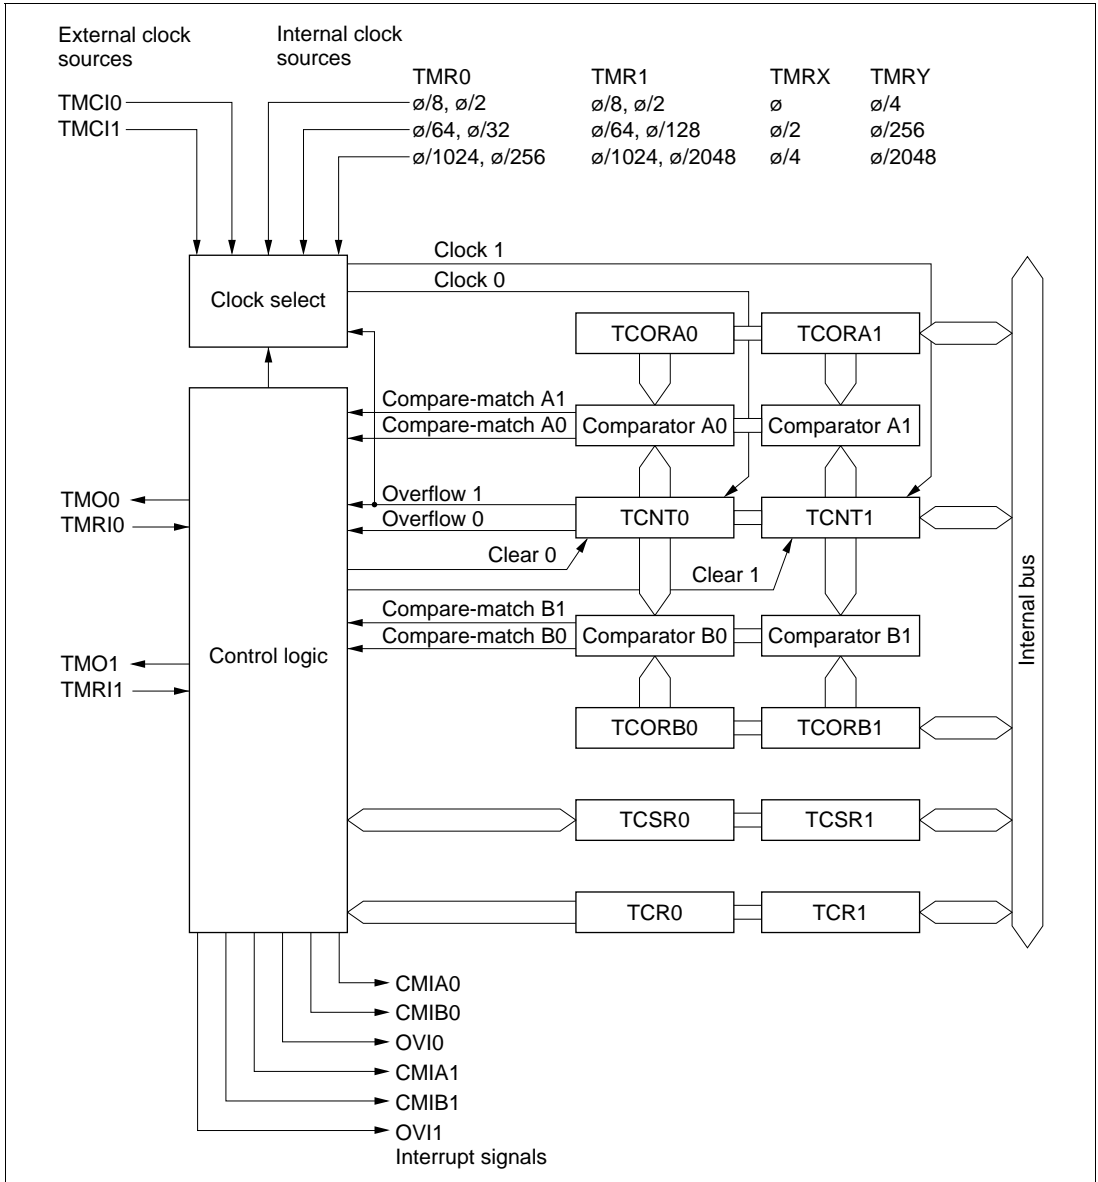 External clock
sources
Internal clock
sources
TMR0 TMR1 TMRX TMRY
TMCI0 ø/8, ø/2 ø/8, ø/2 ø ø/4
TMCI1 ø/64, ø/32 ø/64, ø/128 ø/2 ø/256
ø/1024, ø/256 ø/1024, ø/2048 ø/4 ø/2048
Clock 1
Clock 0
Clock select
TCORA0 TCORA1
Compare-match A1
Compare-match A0
Comparator A0 Comparator A1
TMO0
TMRI0
Overflow 1
Overflow 0
TCNT0 TCNT1
Clear 0
Clear 1
Compare-match B1
Compare-match B0
Comparator B0 Comparator B1
Control logic
Internal bus
TMO1
TMRI1
TCORB0 TCORB1
TCSR0 TCSR1
TCR0 TCR1
CMIA0
CMIB0
OVI0
CMIA1
CMIB1
OVI1
Interrupt signals